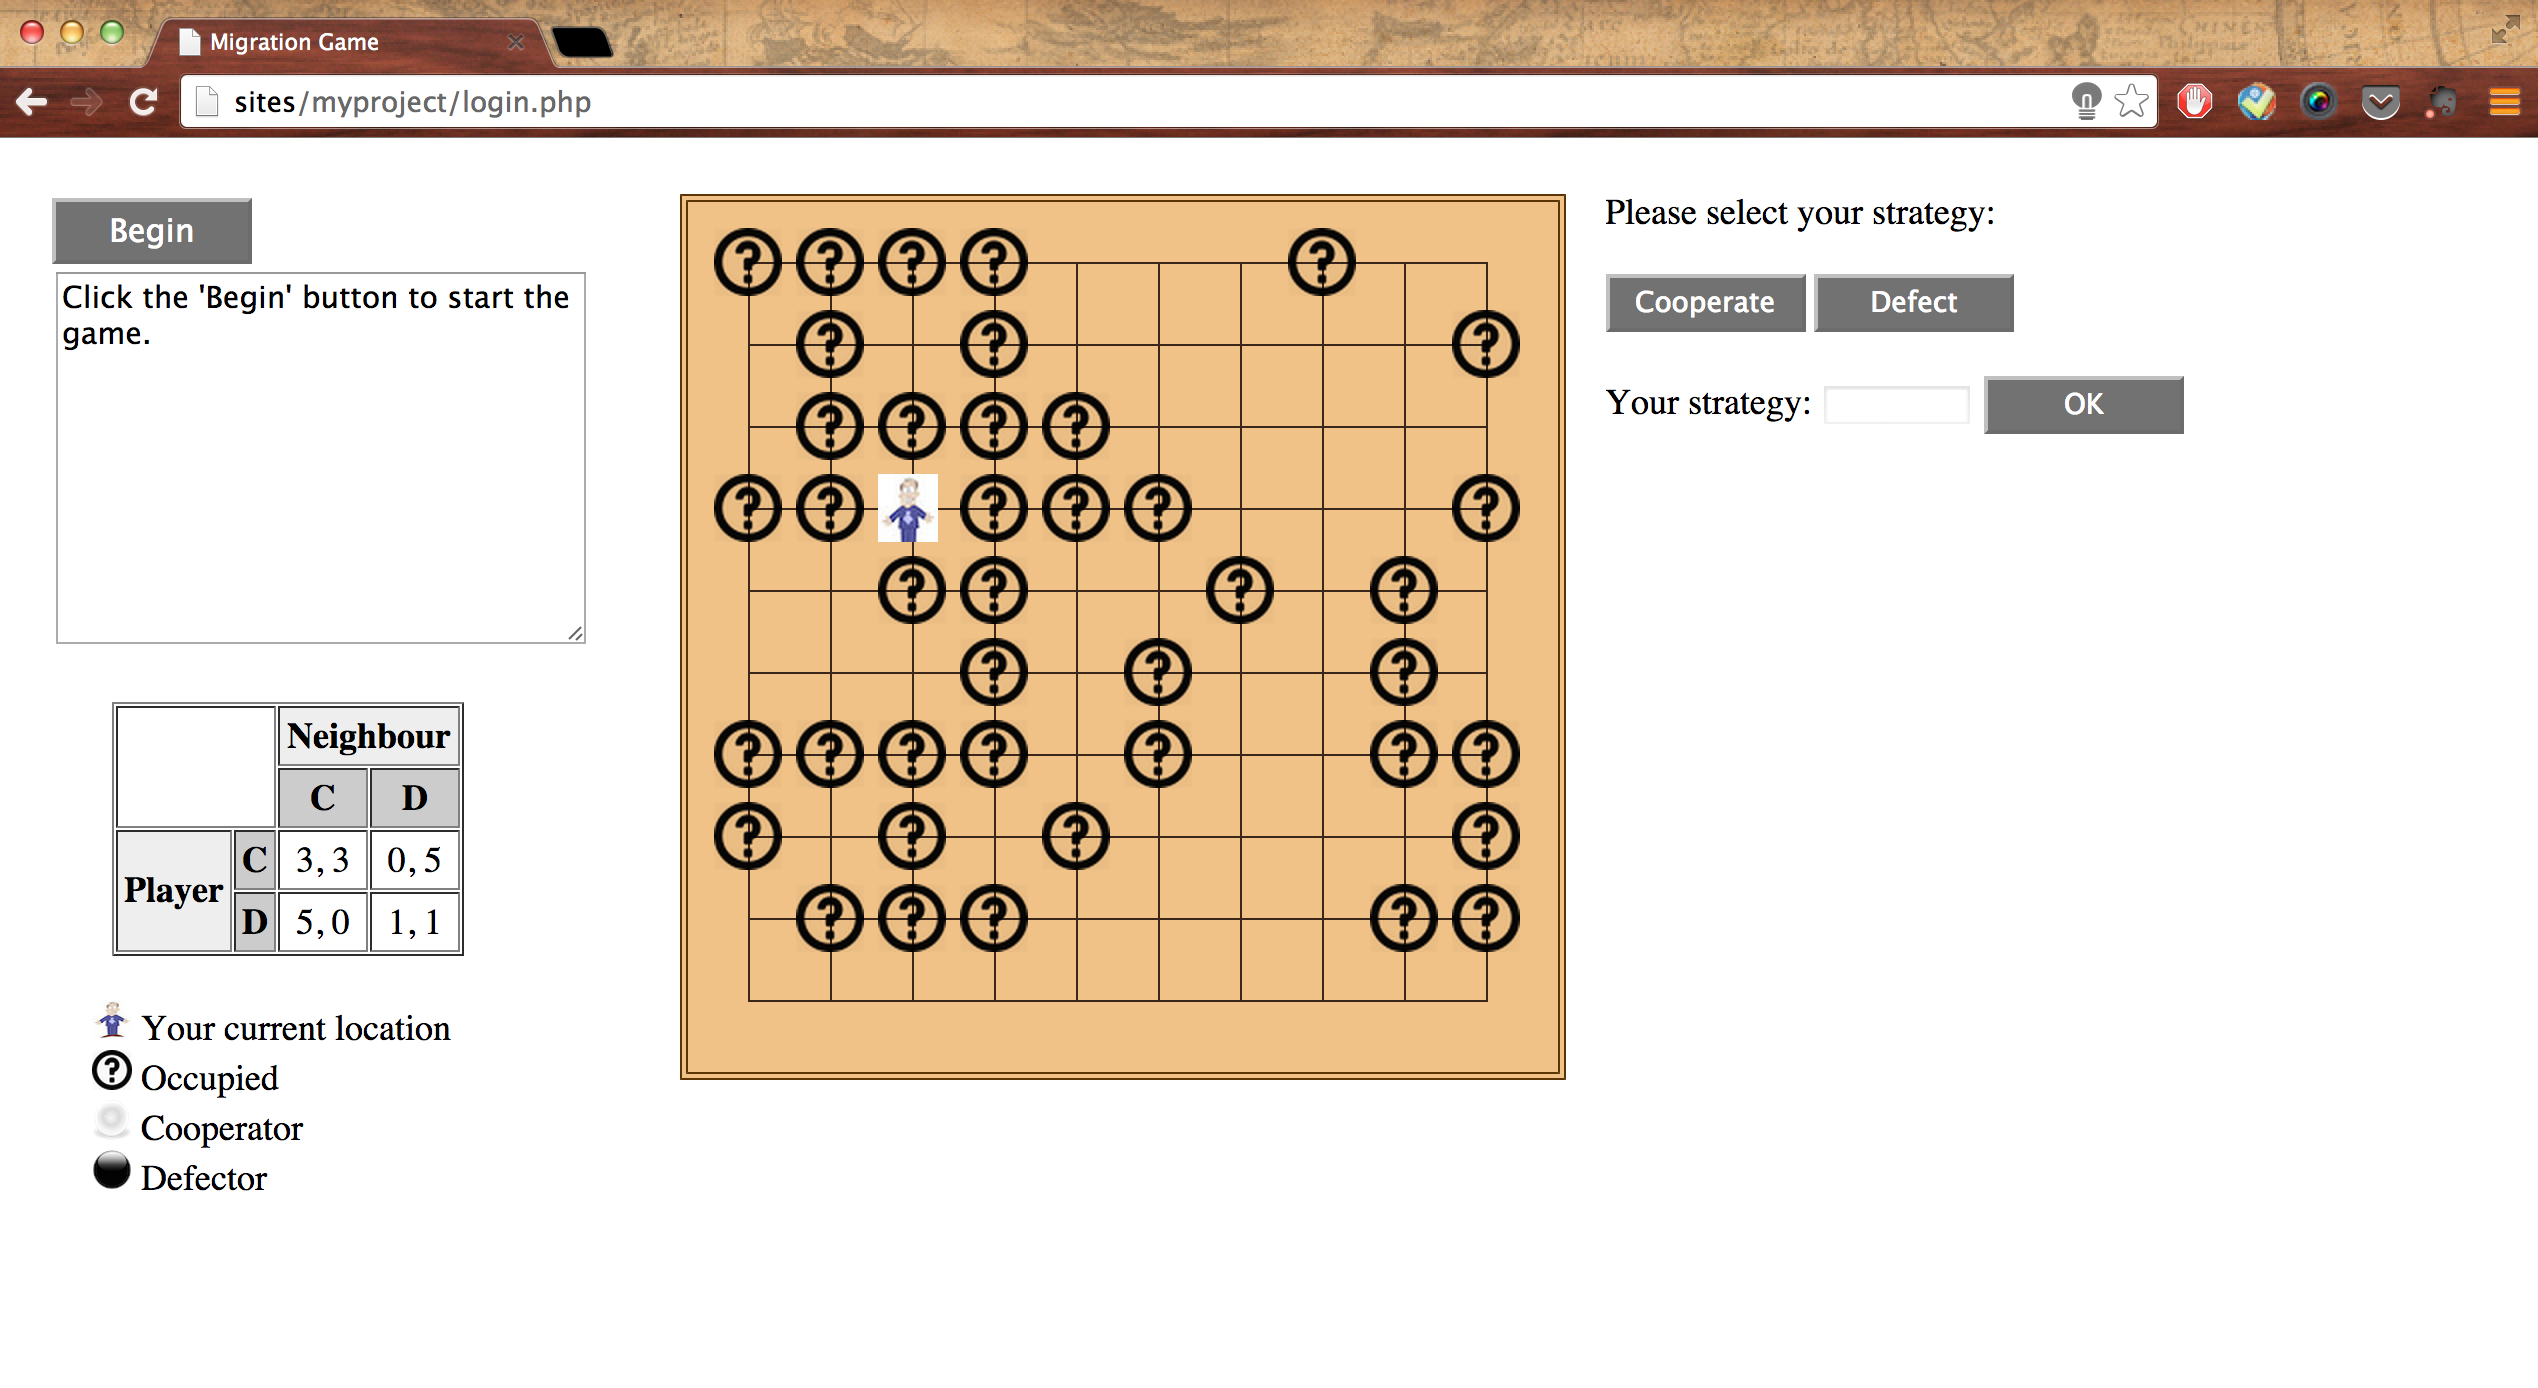 Migration Game
sites/myproject/login.php
Begin
Click the 'Begin' button to start the
game.
Neighbour
C D
Player
C 3, 3 0, 5
D 5, 0 1, 1
Your current location
? Occupied
Cooperator
Defector
? ? ? ? ?
? ? ?
? ? ? ?
? ? ? ? ? ?
? ? ? ?
? ? ?
? ? ? ? ? ? ?
? ? ? ?
? ? ? ? ?
Please select your strategy:
Cooperate Defect
Your strategy: OK